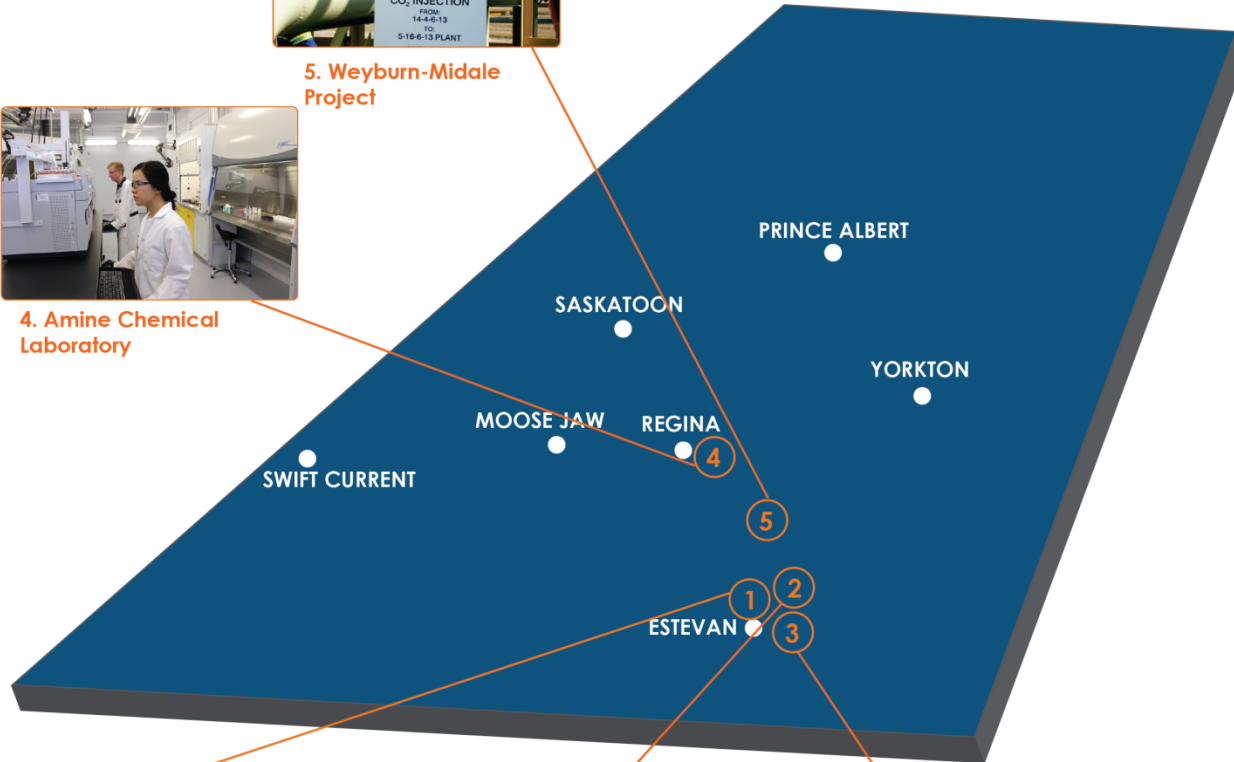 CO₂ INJECTION
FROM:
14-4-6-13
TO:
5-16-6-13 PLANT
5. Weyburn-Midale
Project
4. Amine Chemical
Laboratory
PRINCE ALBERT
SASKATOON
YORKTON
MOOSE JAW
REGINA
4
SWIFT CURRENT
5
2
1
ESTEVAN
3